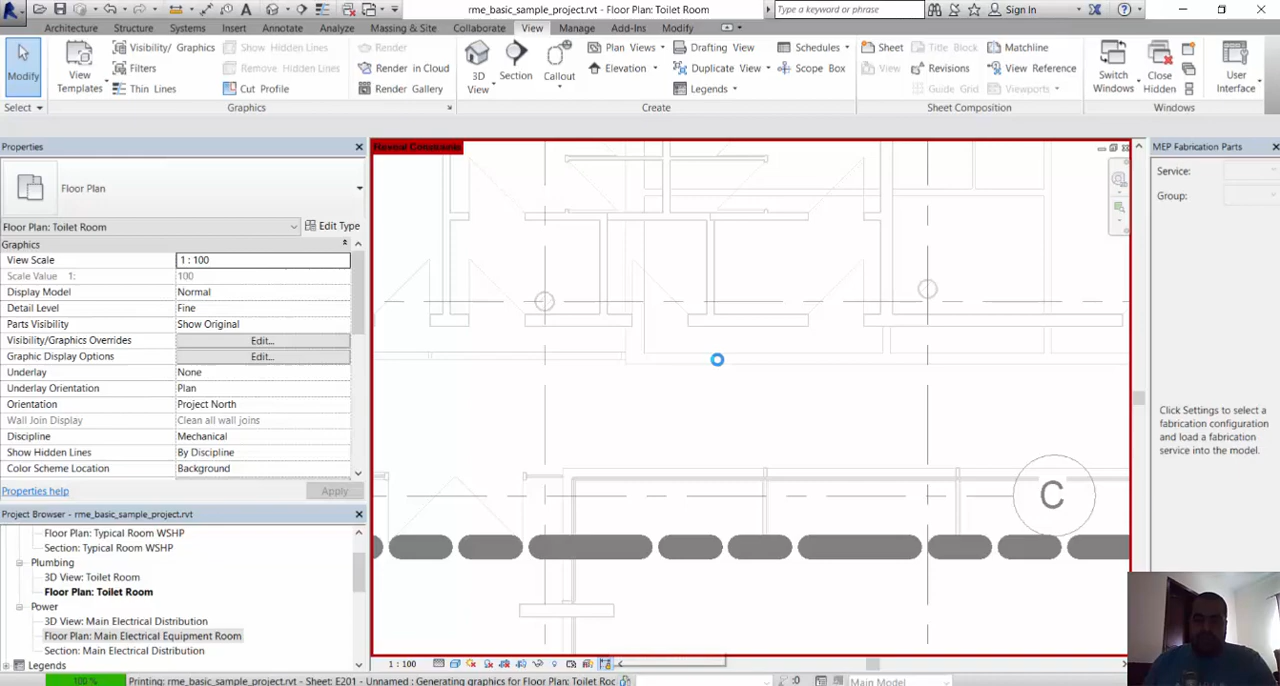 rme_basic_sample_project.rvt - Floor Plan: Toilet Room
Type a keyword or phrase
Sign In
Architecture Structure Systems Insert Annotate Analyze Massing & Site Collaborate View Manage Add-Ins Modify
Modify
View Templates
Visibility/ Graphics
Filters
Thin Lines
Show Hidden Lines
Remove Hidden Lines
Cut Profile
Render
Render in Cloud
Render Gallery
3D View
Section
Callout
Plan Views
Elevation
Drafting View
Duplicate View
Legends
Schedules
Scope Box
Sheet
View
Title Block
Revisions
Guide Grid
Matchline
View Reference
Viewports
Switch Windows
Close Hidden
User Interface
Select Graphics Create Sheet Composition Windows
Properties
Floor Plan
Floor Plan: Toilet Room
Edit Type
Graphics
View Scale 1 : 100
Scale Value 1: 100
Display Model Normal
Detail Level Fine
Parts Visibility Show Original
Visibility/Graphics Overrides Edit...
Graphic Display Options Edit...
Underlay None
Underlay Orientation Plan
Orientation Project North
Wall Join Display Clean all wall joins
Discipline Mechanical
Show Hidden Lines By Discipline
Color Scheme Location Background
Properties help Apply
Project Browser - rme_basic_sample_project.rvt
Floor Plan: Typical Room WSHP
Section: Typical Room WSHP
Plumbing
3D View: Toilet Room
Floor Plan: Toilet Room
Power
3D View: Main Electrical Distribution
Floor Plan: Main Electrical Equipment Room
Section: Main Electrical Distribution
Legends
C
MEP Fabrication Parts
Service:
Group:
Click Settings to select a
fabrication configuration
and load a fabrication
service into the model.
1 : 100
100 %
Printing: rme_basic_sample_project.rvt - Sheet: E201 - Unnamed : Generating graphics for Floor Plan: Toilet Roc
:0
Main Model